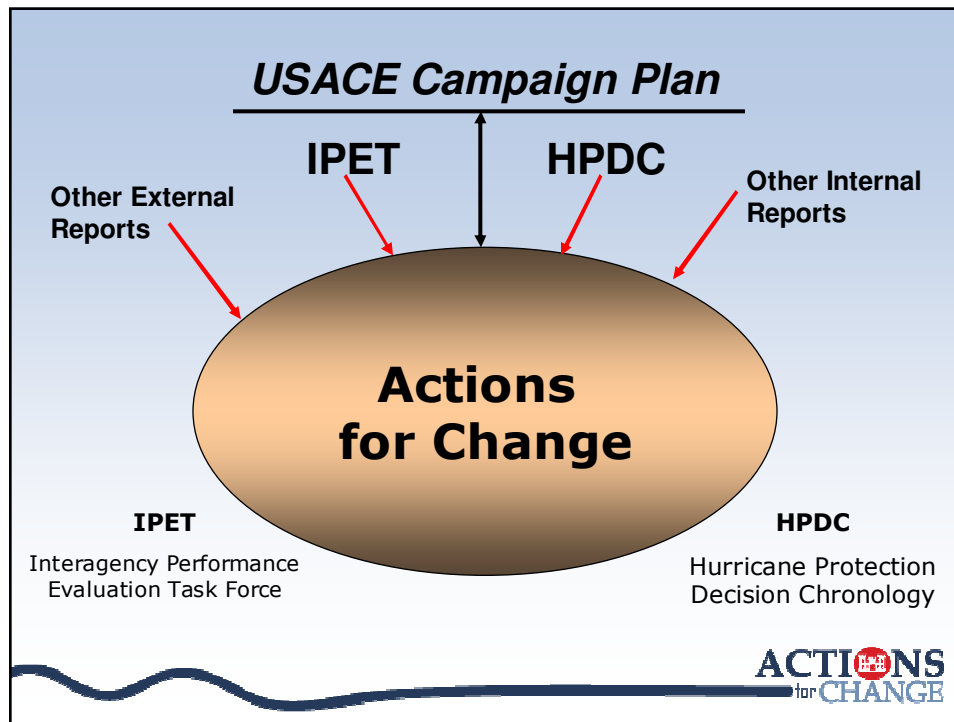 USACE Campaign Plan
IPET
HPDC
Other External
Reports
Other Internal
Reports
Actions
for Change
IPET
Interagency Performance
Evaluation Task Force
HPDC
Hurricane Protection
Decision Chronology
ACTIONS
for CHANGE